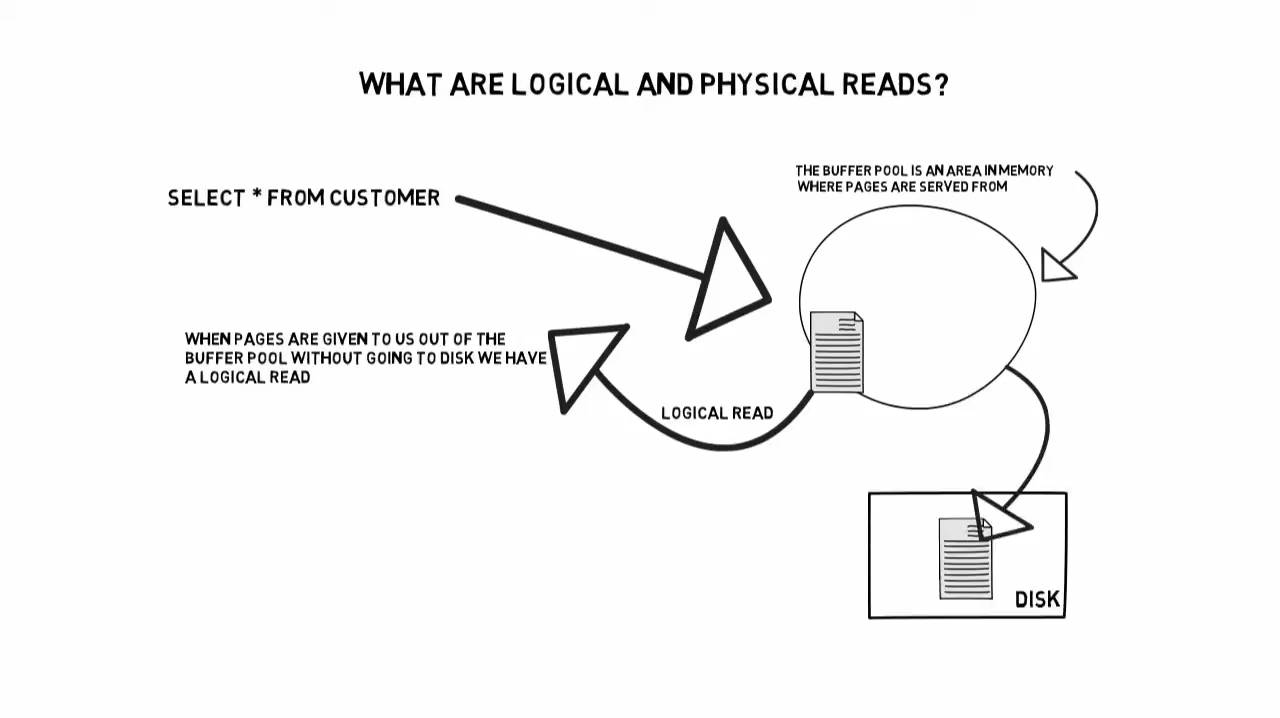 WHAT ARE LOGICAL AND PHYSICAL READS?
THE BUFFER POOL IS AN AREA IN MEMORY
WHERE PAGES ARE SERVED FROM
SELECT * FROM CUSTOMER
WHEN PAGES ARE GIVEN TO US OUT OF THE
BUFFER POOL WITHOUT GOING TO DISK WE HAVE
A LOGICAL READ
LOGICAL READ
DISK